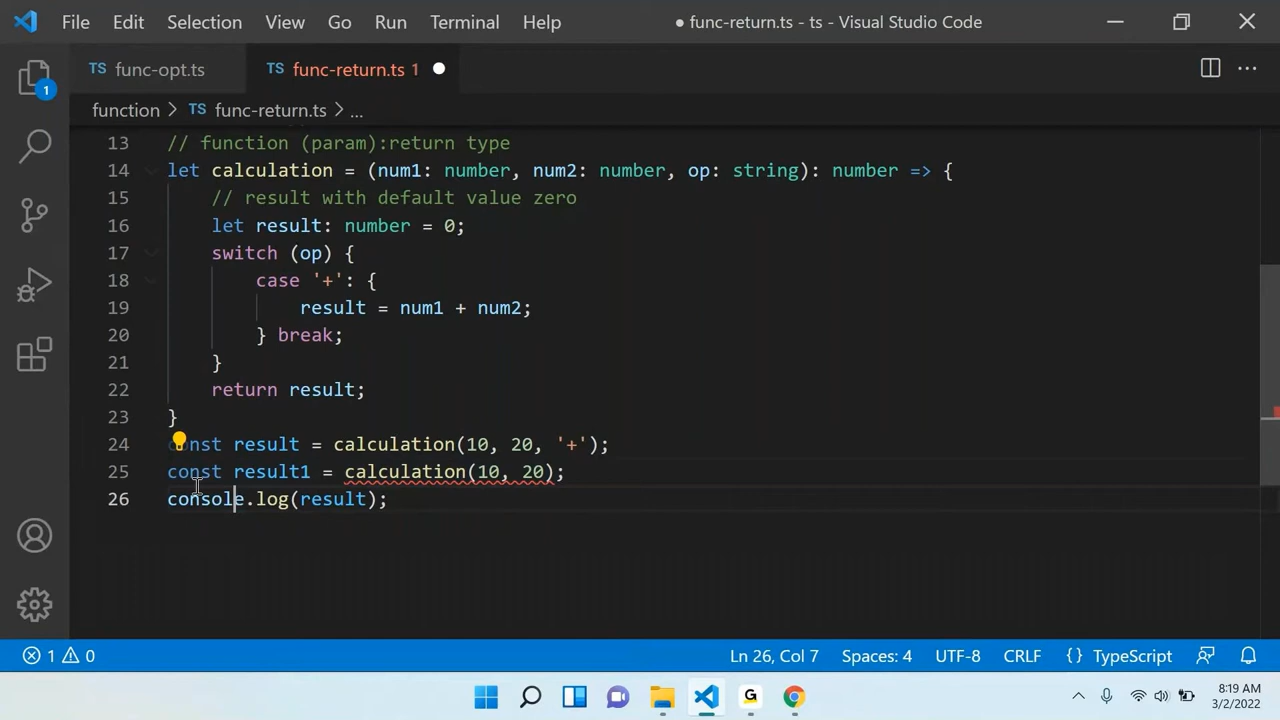 File Edit Selection View Go Run Terminal Help ● func-return.ts - ts - Visual Studio Code
TS func-opt.ts TS func-return.ts 1
function > TS func-return.ts > ...
13 // function (param):return type
14 let calculation = (num1: number, num2: number, op: string): number => {
15 // result with default value zero
16 let result: number = 0;
17 switch (op) {
18 case '+': {
19 result = num1 + num2;
20 } break;
21 }
22 return result;
23 }
24 const result = calculation(10, 20, '+');
25 const result1 = calculation(10, 20);
26 console.log(result);
1
1 0 Ln 26, Col 7 Spaces: 4 UTF-8 CRLF {} TypeScript
G
8:19 AM
3/2/2022